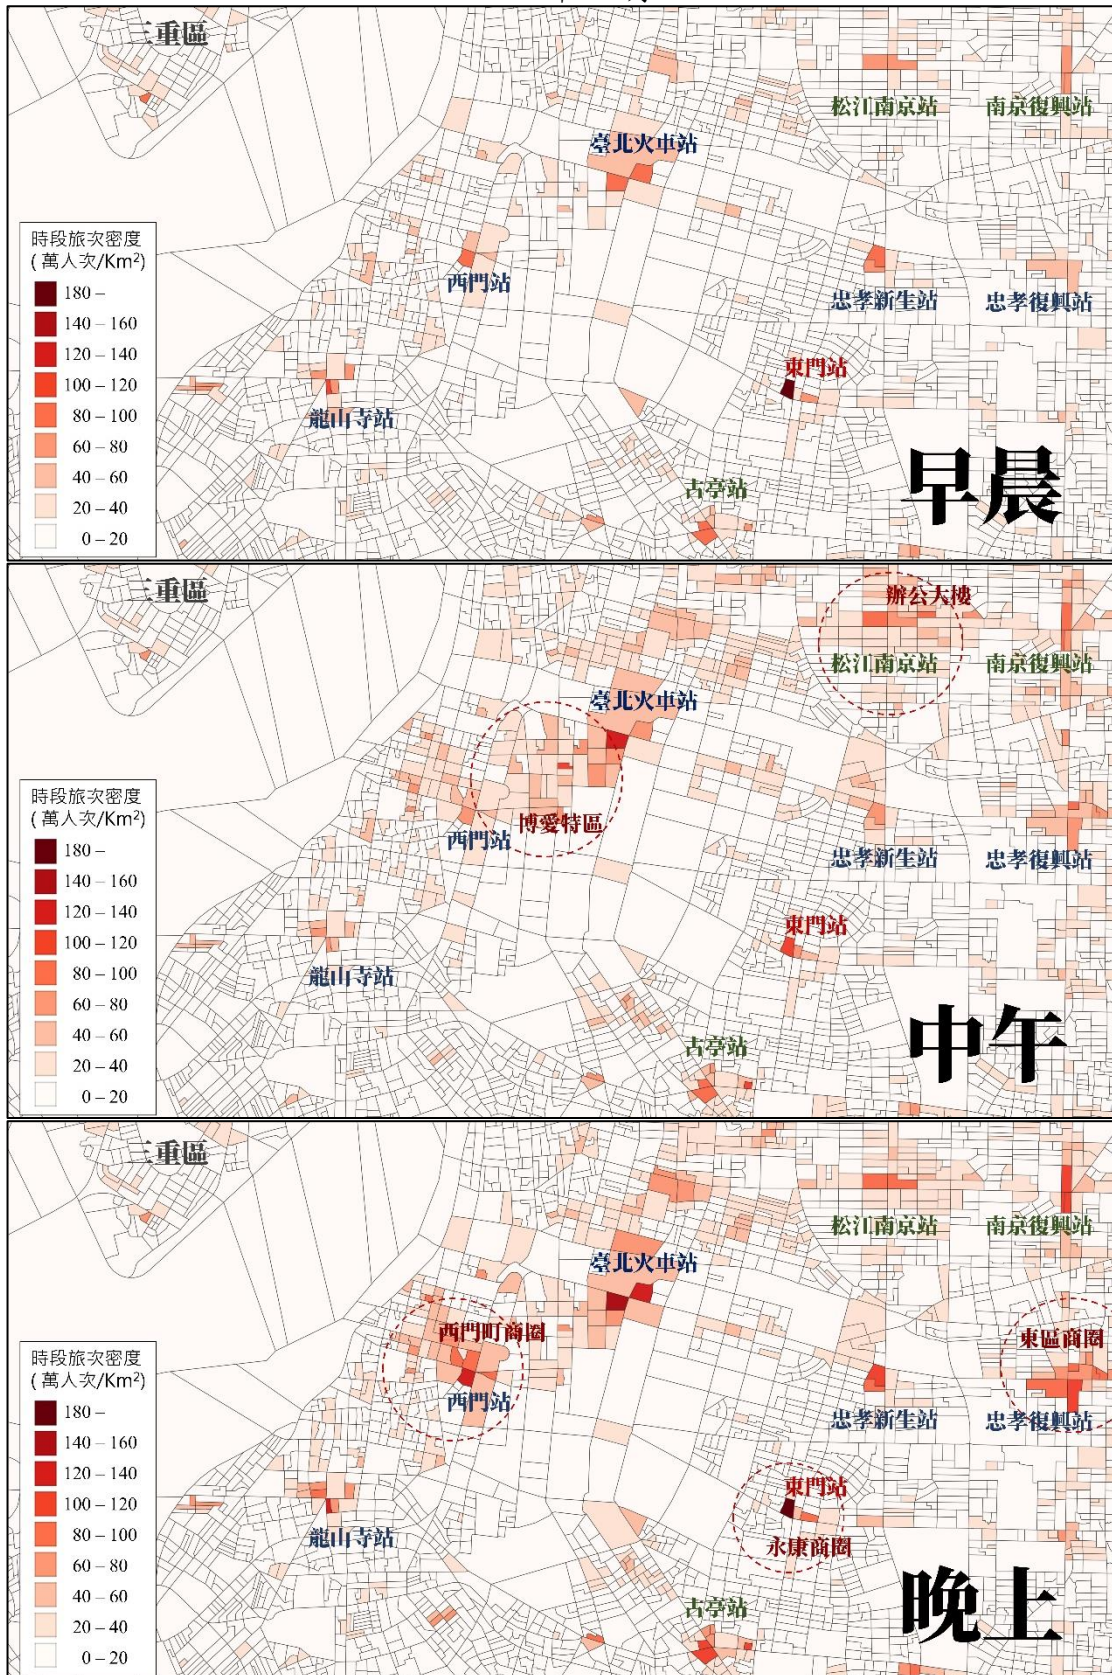 三重區
臺北火車站
松江南京站
南京復興站
西門站
忠孝新生站
忠孝復興站
東門站
龍山寺站
古亭站
早晨
時段旅次密度
(萬人次/Km²)
180 –
140 – 160
120 – 140
100 – 120
80 – 100
60 – 80
40 – 60
20 – 40
0 – 20
三重區
辦公大樓
松江南京站
南京復興站
臺北火車站
博愛特區
西門站
忠孝新生站
忠孝復興站
東門站
龍山寺站
古亭站
中午
時段旅次密度
(萬人次/Km²)
180 –
140 – 160
120 – 140
100 – 120
80 – 100
60 – 80
40 – 60
20 – 40
0 – 20
三重區
松江南京站
南京復興站
臺北火車站
西門町商圈
東區商圈
西門站
忠孝新生站
忠孝復興站
東門站
永康商圈
龍山寺站
古亭站
晚上
時段旅次密度
(萬人次/Km²)
180 –
140 – 160
120 – 140
100 – 120
80 – 100
60 – 80
40 – 60
20 – 40
0 – 20